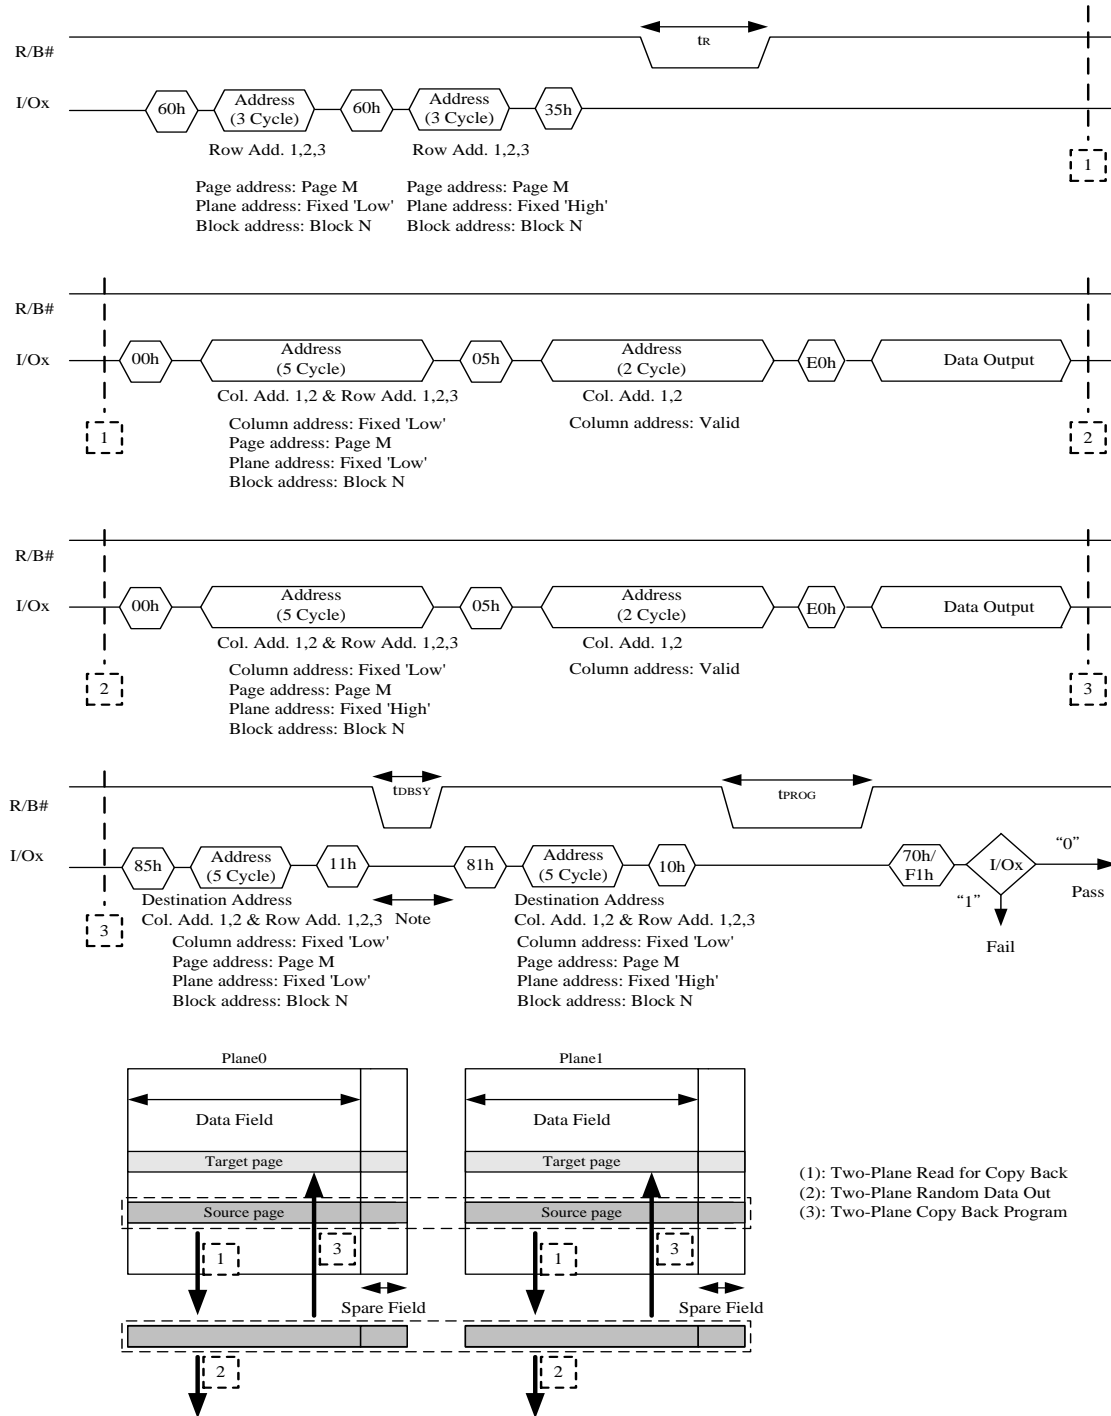 tR
R/B#
I/Ox
60h
Address
(3 Cycle)
60h
Address
(3 Cycle)
35h
Row Add. 1,2,3
Row Add. 1,2,3
1
Page address: Page M
Plane address: Fixed 'Low'
Block address: Block N
Page address: Page M
Plane address: Fixed 'High'
Block address: Block N
R/B#
I/Ox
00h
Address
(5 Cycle)
05h
Address
(2 Cycle)
E0h
Data Output
Col. Add. 1,2 & Row Add. 1,2,3
Col. Add. 1,2
1
Column address: Fixed 'Low'
Page address: Page M
Plane address: Fixed 'Low'
Block address: Block N
Column address: Valid
2
R/B#
I/Ox
00h
Address
(5 Cycle)
05h
Address
(2 Cycle)
E0h
Data Output
Col. Add. 1,2 & Row Add. 1,2,3
Col. Add. 1,2
2
Column address: Fixed 'Low'
Page address: Page M
Plane address: Fixed 'High'
Block address: Block N
Column address: Valid
3
R/B#
tDBSY
tPROG
I/Ox
85h
Address
(5 Cycle)
11h
81h
Address
(5 Cycle)
10h
70h/
F1h
I/Ox
“0”
Pass
“1”
Fail
3
Destination Address
Col. Add. 1,2 & Row Add. 1,2,3
Column address: Fixed 'Low'
Page address: Page M
Plane address: Fixed 'Low'
Block address: Block N
Note
Destination Address
Col. Add. 1,2 & Row Add. 1,2,3
Column address: Fixed 'Low'
Page address: Page M
Plane address: Fixed 'High'
Block address: Block N
Plane0
Data Field
Target page
Source page
1
3
Spare Field
2
Plane1
Data Field
Target page
Source page
1
3
Spare Field
2
(1): Two-Plane Read for Copy Back
(2): Two-Plane Random Data Out
(3): Two-Plane Copy Back Program